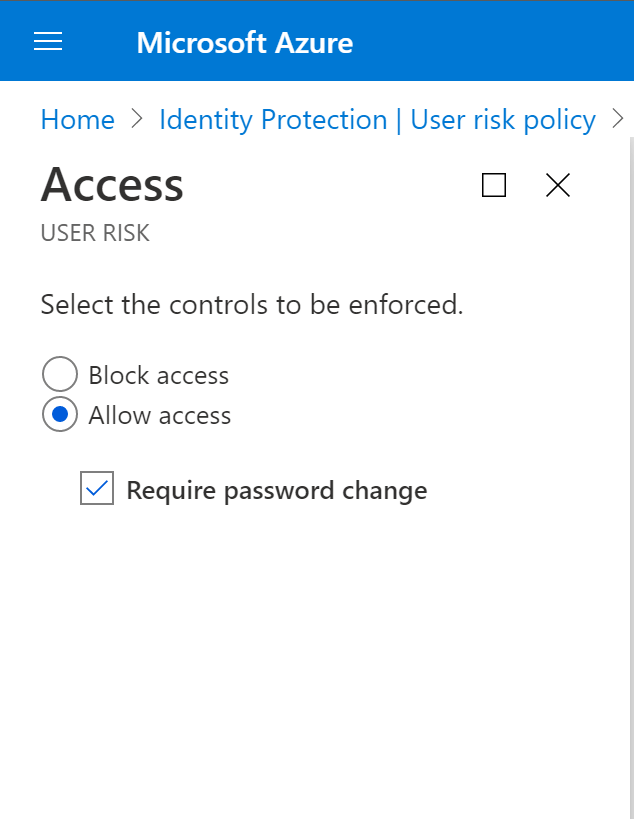 Microsoft Azure
Home > Identity Protection | User risk policy >
Access
USER RISK
Select the controls to be enforced.
Block access
Allow access
Require password change